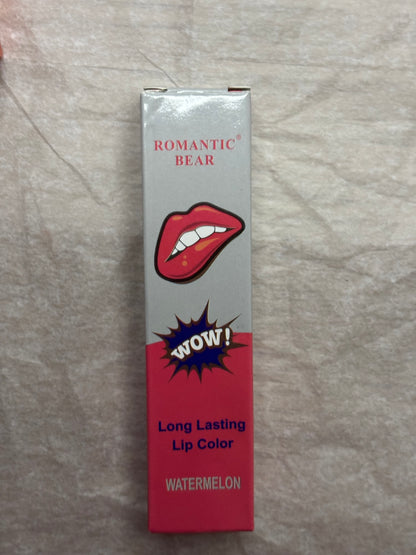 ROMANTIC®
BEAR
WOW!
Long Lasting
Lip Color
WATERMELON